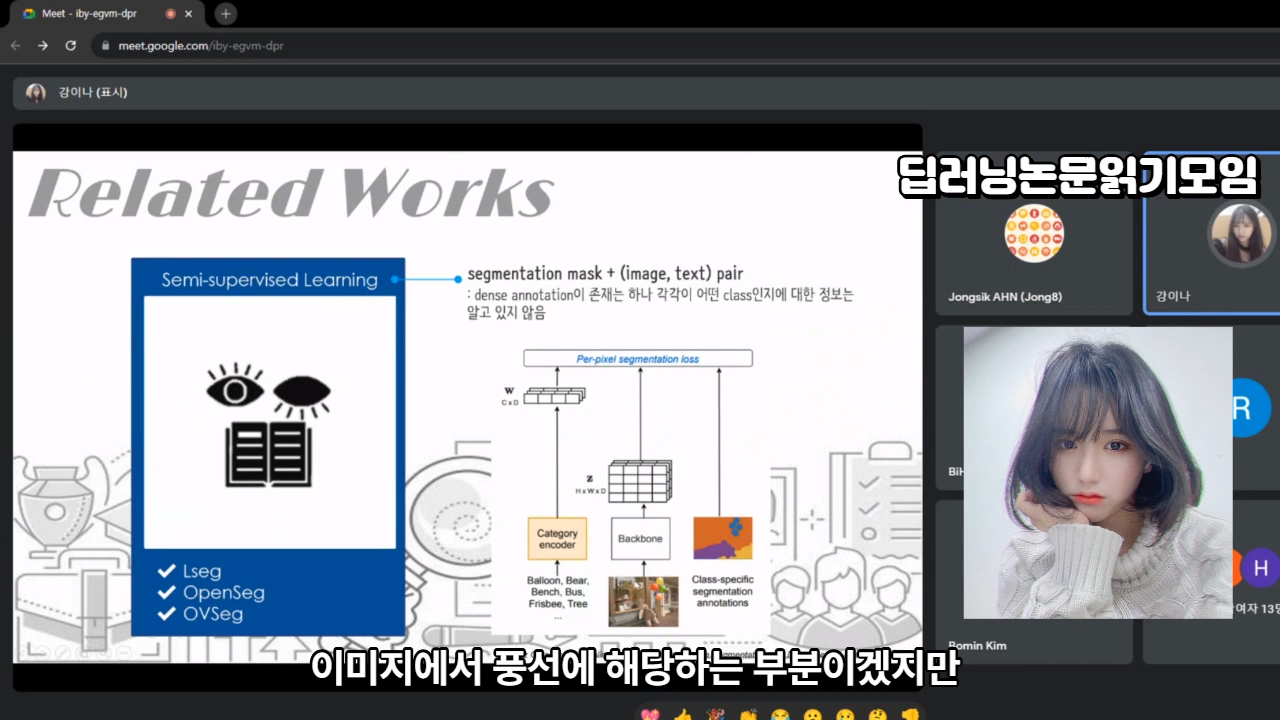 Meet - iby-egvm-dpr
meet.google.com/iby-egvm-dpr
강이나 (표시)
Related Works
딥러닝논문읽기모임
Semi-supervised Learning
segmentation mask + (image, text) pair
: dense annotation이 존재는 하나 각각이 어떤 class인지에 대한 정보는
알고 있지 않음
Per-pixel segmentation loss
W
C x D
Z
H x W x D
Category
encoder
Backbone
Balloon, Bear,
Bench, Bus,
Frisbee, Tree
...
Class-specific
segmentation
annotations
Lseg
OpenSeg
OVSeg
Jongsik AHN (Jong8)
강이나
R
H
Bomin Kim
이미지에서 풍선에 해당하는 부분이겠지만